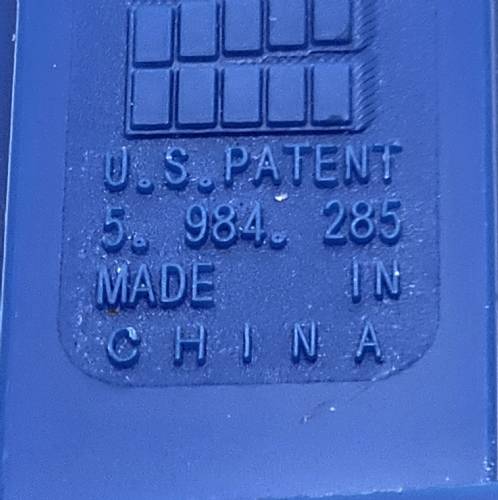 U.S.PATENT
5. 984. 285
MADE IN
CHINA